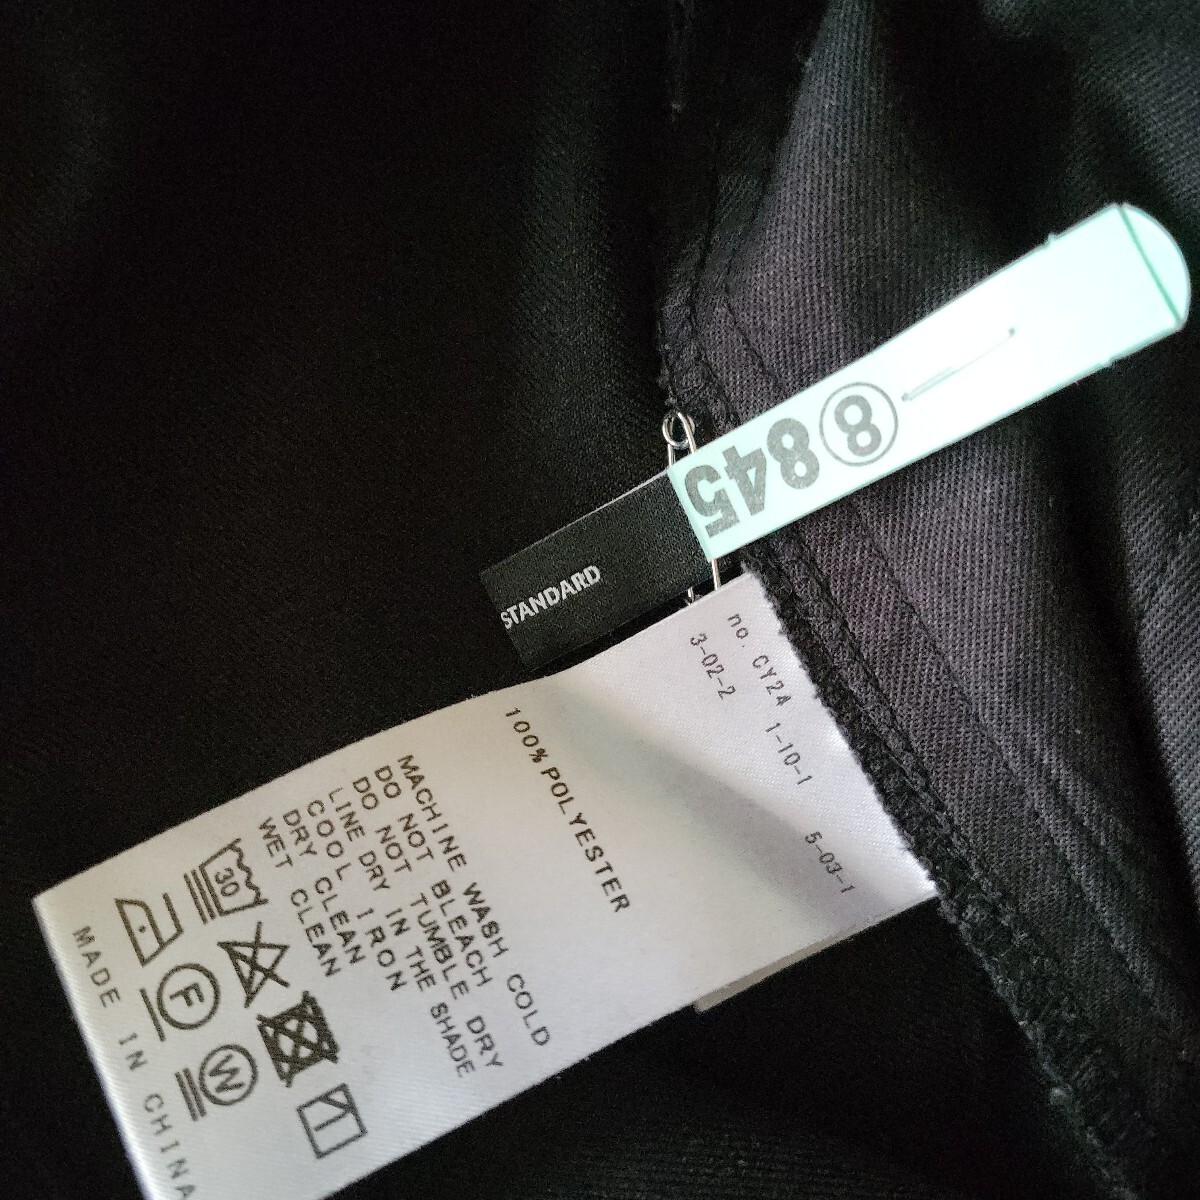 ⑧845
STANDARD
no. CY24 1-10-1 5-03-1
3-02-2
100% POLYESTER
MACHINE WASH COLD
DO NOT BLEACH
DO NOT TUMBLE DRY
LINE DRY IN THE SHADE
COOL IRON
DRY CLEAN
WET CLEAN
30
F
W
MADE IN CHINA